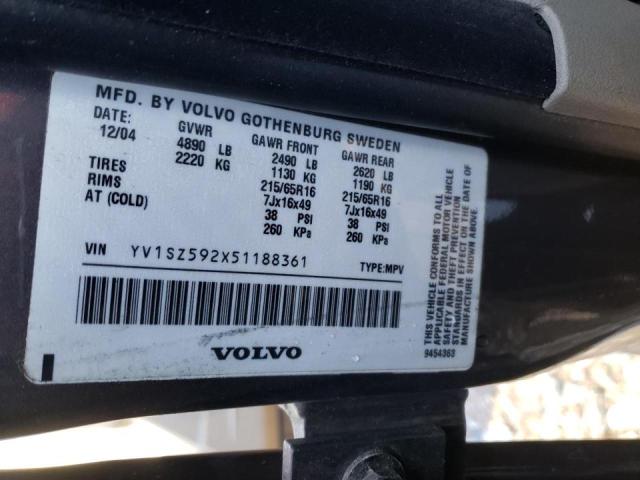 MFD. BY VOLVO GOTHENBURG SWEDEN
DATE: GVWR GAWR FRONT GAWR REAR
12/04 4890 LB 2490 LB 2620 LB
2220 KG 1130 KG 1190 KG
TIRES 215/65R16 215/65R16
RIMS 7Jx16x49 7Jx16x49
AT (COLD) 38 PSI 38 PSI
260 KPa 260 KPa
VIN YV1SZ592X51188361 TYPE:MPV
VOLVO
THIS VEHICLE CONFORMS TO ALL
APPLICABLE FEDERAL MOTOR VEHICLE
SAFETY AND THEFT PREVENTION
STANDARDS IN EFFECT ON THE DATE OF
MANUFACTURE SHOWN ABOVE.
9454363